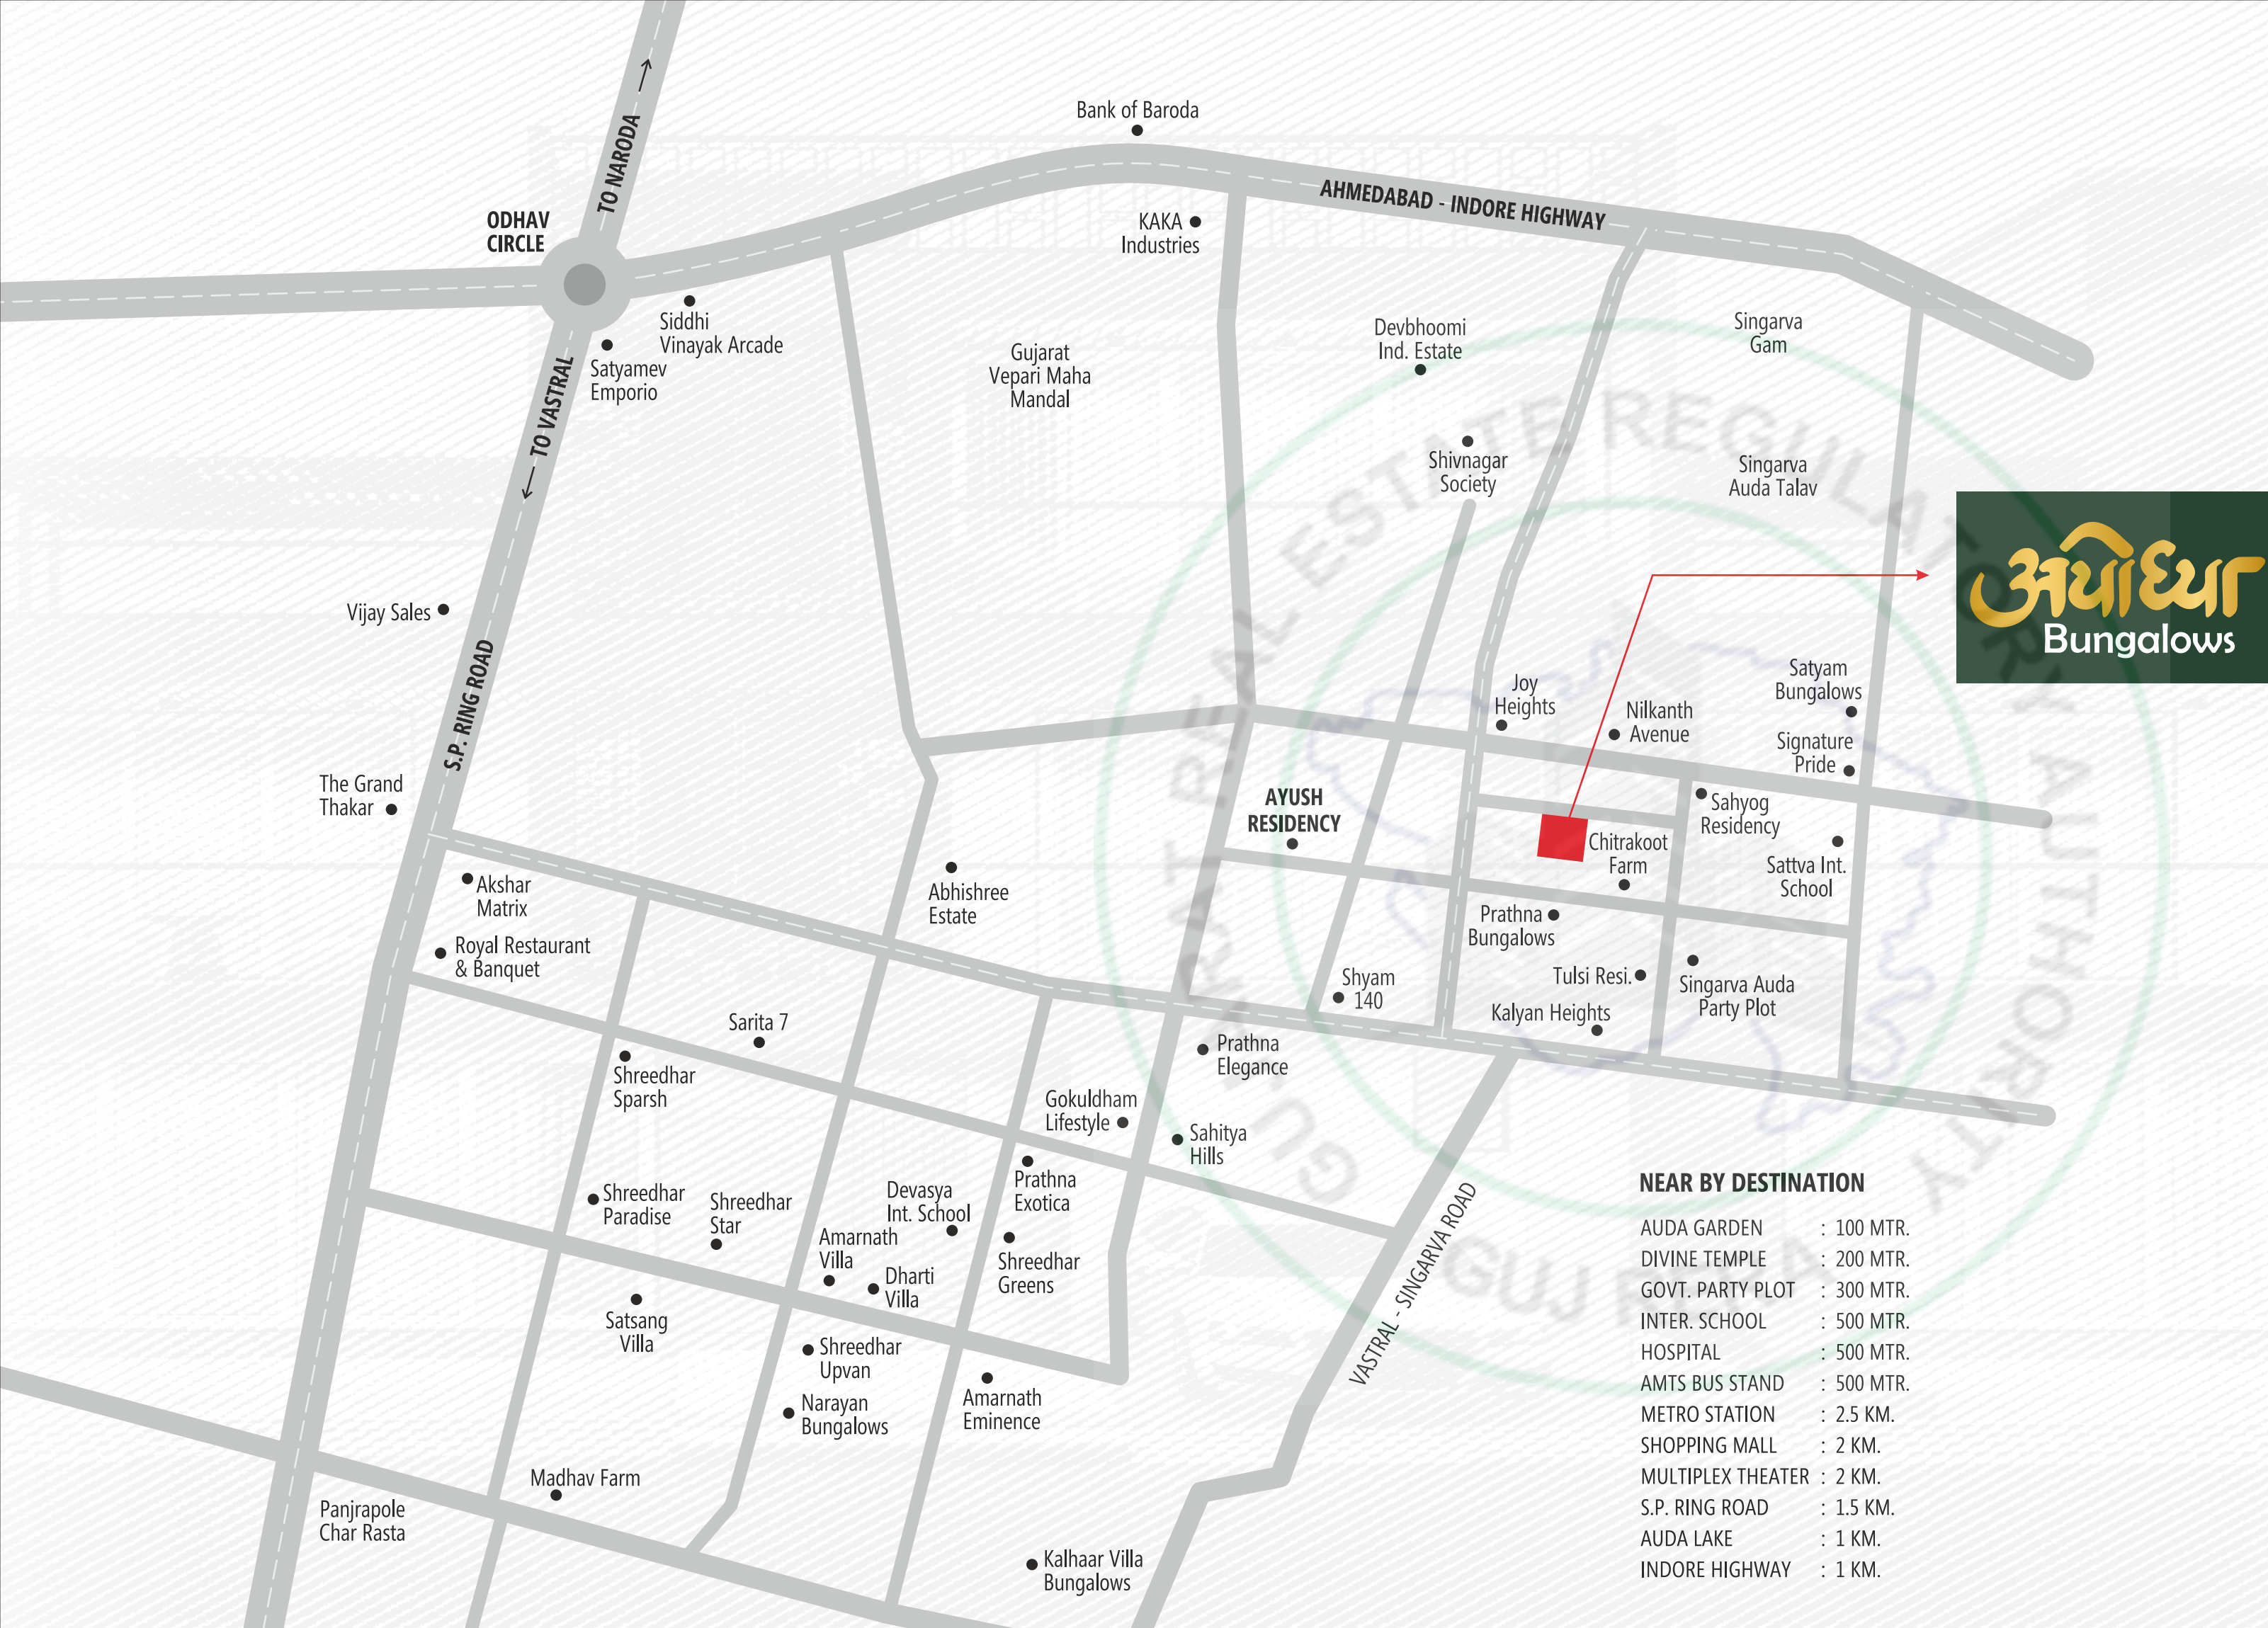 TO NARODA
Bank of Baroda
AHMEDABAD - INDORE HIGHWAY
ODHAV
CIRCLE
KAKA
Industries
Siddhi
Vinayak Arcade
Satyamev
Emporio
TO VASTRAL
Gujarat
Vepari Maha
Mandal
Devbhoomi
Ind. Estate
Singarva
Gam
Shivnagar
Society
Singarva
Auda Talav
अयोध्या
Bungalows
Vijay Sales
S.P. RING ROAD
Joy
Heights
Nilkanth
Avenue
Satyam
Bungalows
Signature
Pride
The Grand
Thakar
AYUSH
RESIDENCY
Sahyog
Residency
Chitrakoot
Farm
Sattva Int.
School
Akshar
Matrix
Abhishree
Estate
Prathna
Bungalows
Royal Restaurant
& Banquet
Shyam
140
Tulsi Resi.
Singarva Auda
Party Plot
Kalyan Heights
Sarita 7
Prathna
Elegance
Shreedhar
Sparsh
Gokuldham
Lifestyle
Sahitya
Hills
Shreedhar
Paradise
Shreedhar
Star
Devasya
Int. School
Prathna
Exotica
Amarnath
Villa
Dharti
Villa
Shreedhar
Greens
VASTRAL - SINGARVA ROAD
Satsang
Villa
Shreedhar
Upvan
Narayan
Bungalows
Amarnath
Eminence
Madhav Farm
Panjrapole
Char Rasta
Kalhaar Villa
Bungalows
NEAR BY DESTINATION
AUDA GARDEN : 100 MTR.
DIVINE TEMPLE : 200 MTR.
GOVT. PARTY PLOT : 300 MTR.
INTER. SCHOOL : 500 MTR.
HOSPITAL : 500 MTR.
AMTS BUS STAND : 500 MTR.
METRO STATION : 2.5 KM.
SHOPPING MALL : 2 KM.
MULTIPLEX THEATER : 2 KM.
S.P. RING ROAD : 1.5 KM.
AUDA LAKE : 1 KM.
INDORE HIGHWAY : 1 KM.
GUJARAT REAL ESTATE REGULATORY AUTHORITY